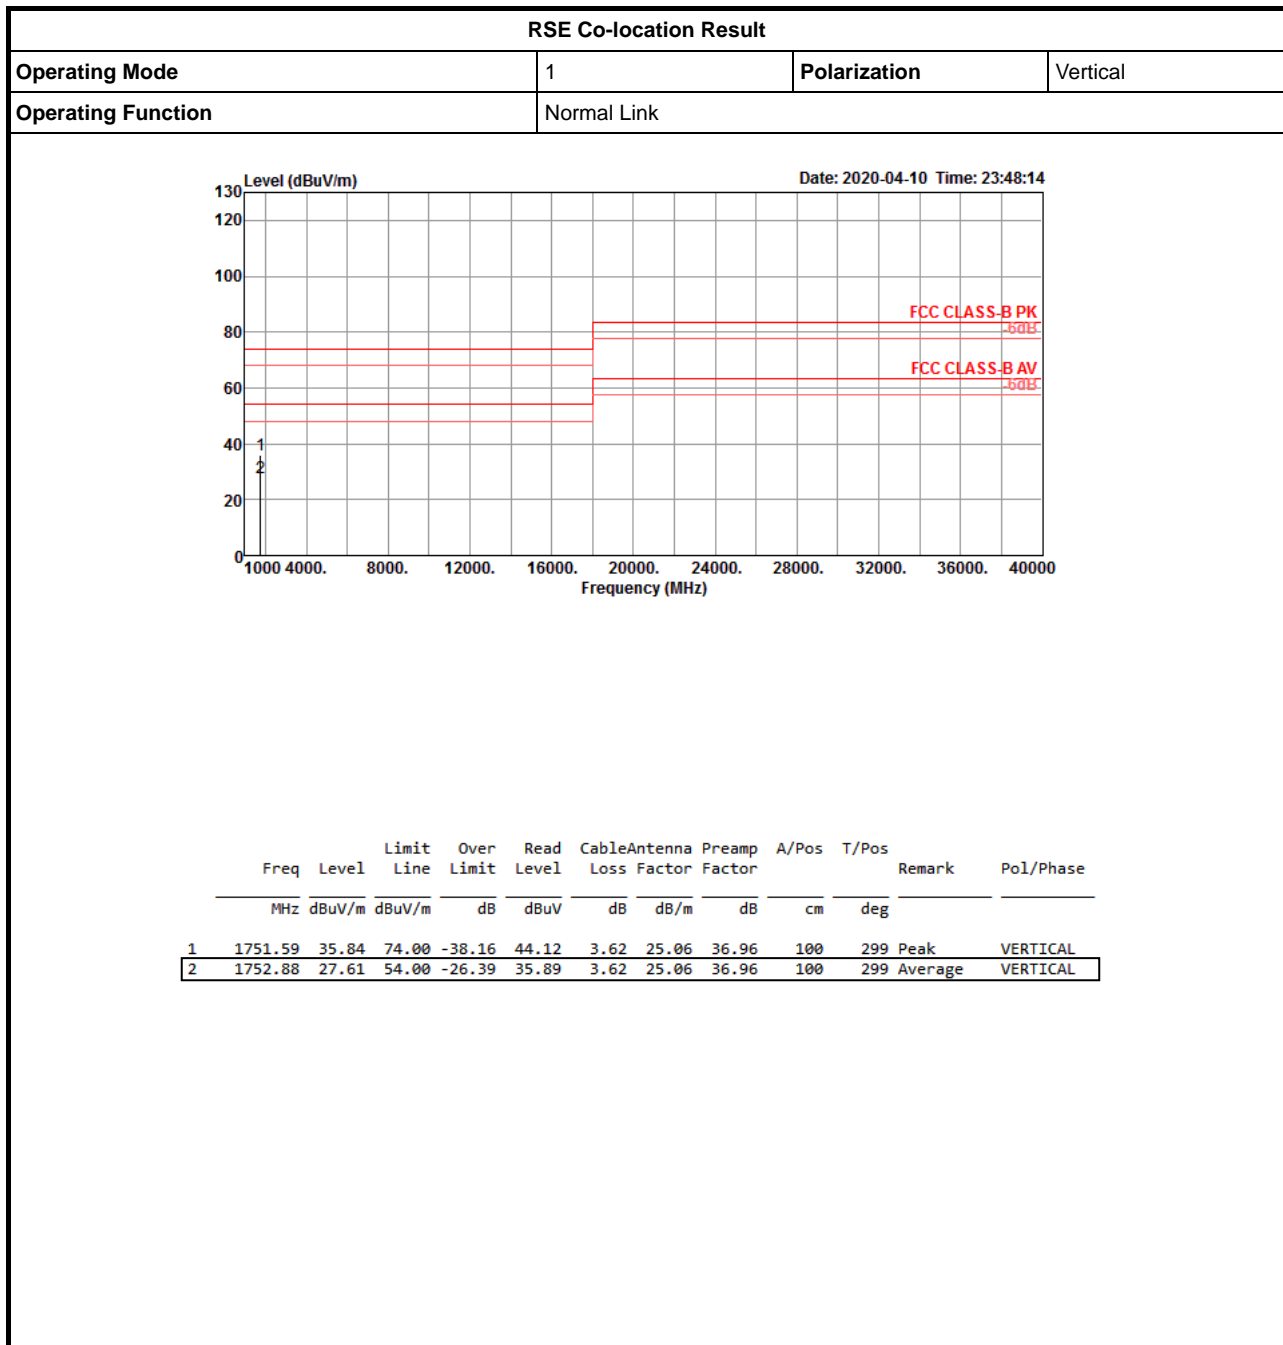 RSE Co-location Result
Operating Mode 1 Polarization Vertical
Operating Function Normal Link
Level (dBuV/m) Date: 2020-04-10 Time: 23:48:14
130
120
100
FCC CLASS-B PK
80 -6dB
FCC CLASS-B AV
60 -6dB
40 1
2
20
0
1000 4000. 8000. 12000. 16000. 20000. 24000. 28000. 32000. 36000. 40000
Frequency (MHz)
Limit Over Read CableAntenna Preamp A/Pos T/Pos
Freq Level Line Limit Level Loss Factor Factor Remark Pol/Phase
MHz dBuV/m dBuV/m dB dBuV dB dB/m dB cm deg
1 1751.59 35.84 74.00 -38.16 44.12 3.62 25.06 36.96 100 299 Peak VERTICAL
2 1752.88 27.61 54.00 -26.39 35.89 3.62 25.06 36.96 100 299 Average VERTICAL